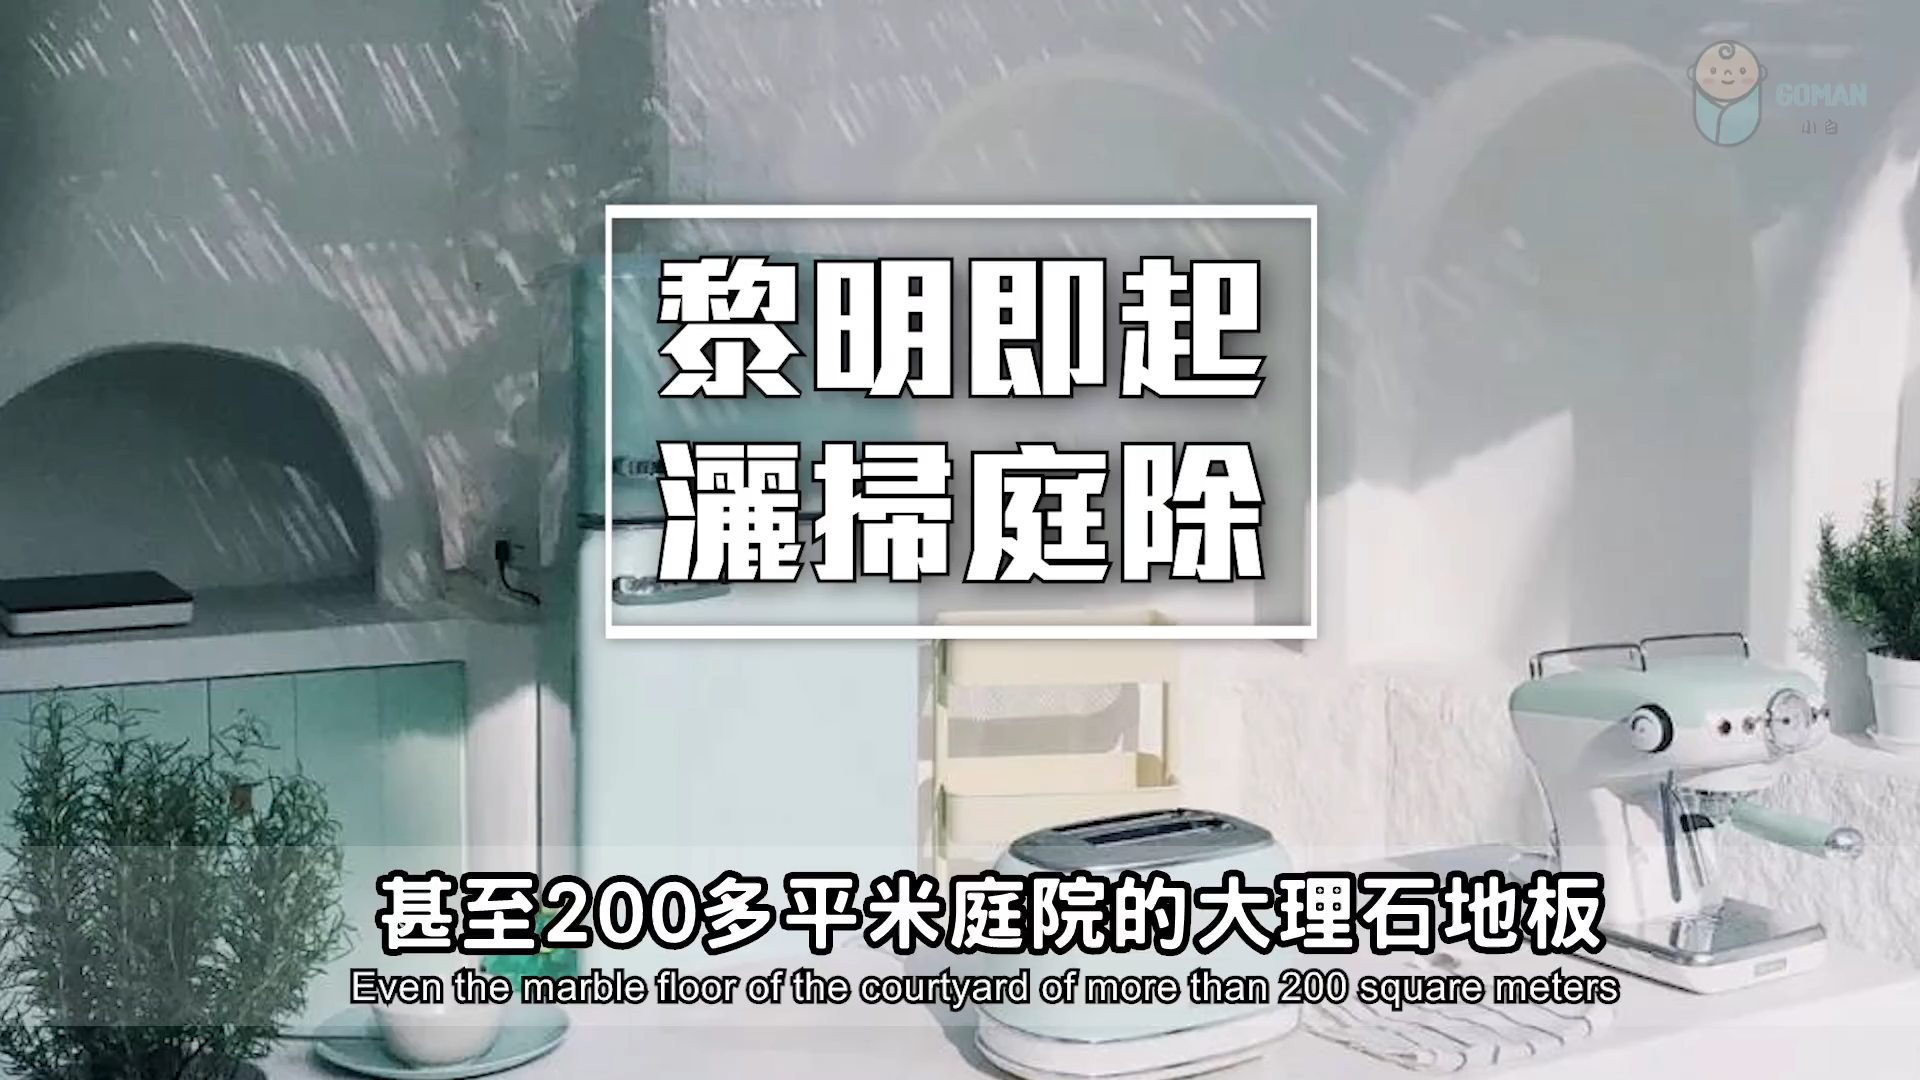 GOMAN
小白
黎明即起
灑掃庭除
甚至200多平米庭院的大理石地板
Even the marble floor of the courtyard of more than 200 square meters